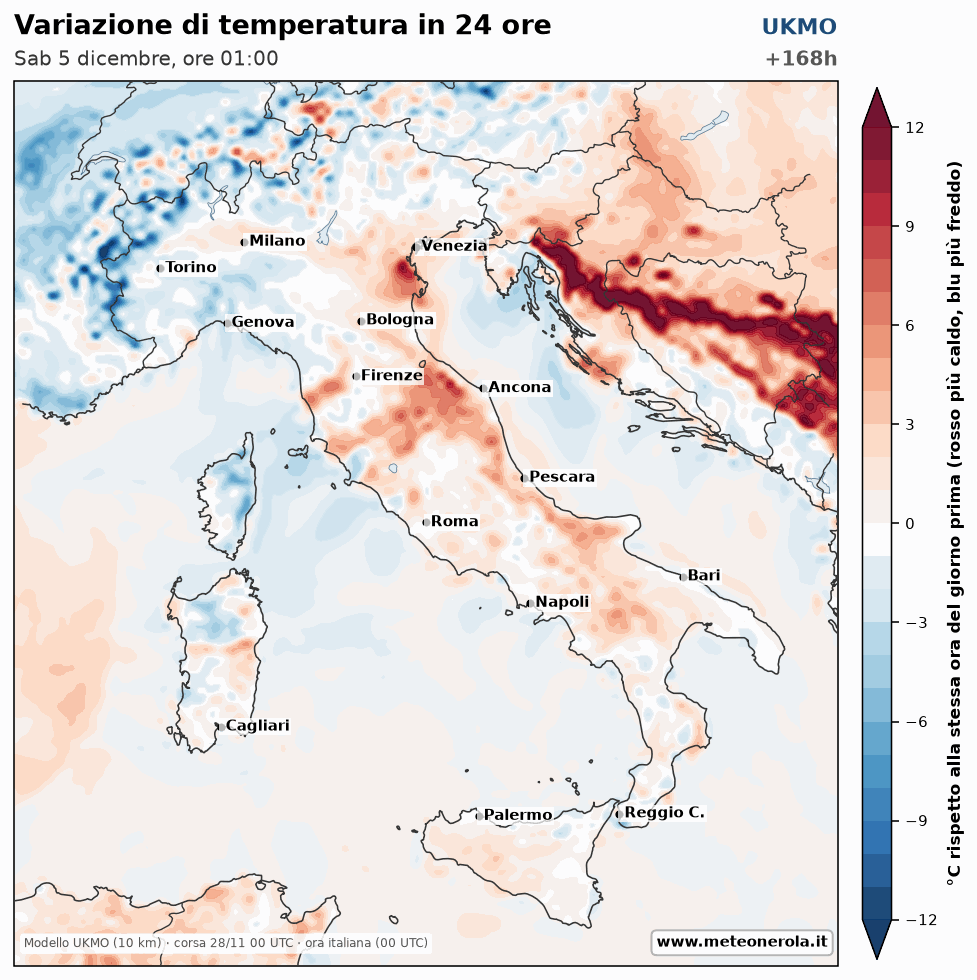 Variazione di temperatura in 24 ore
UKMO
Sab 5 dicembre, ore 01:00
+168h
Milano
Venezia
Torino
Genova
Bologna
Firenze
Ancona
Pescara
Roma
Bari
Napoli
Cagliari
Palermo
Reggio C.
12
9
6
3
0
−3
−6
−9
−12
°C rispetto alla stessa ora del giorno prima (rosso più caldo, blu più freddo)
Modello UKMO (10 km) · corsa 28/11 00 UTC · ora italiana (00 UTC)
www.meteonerola.it